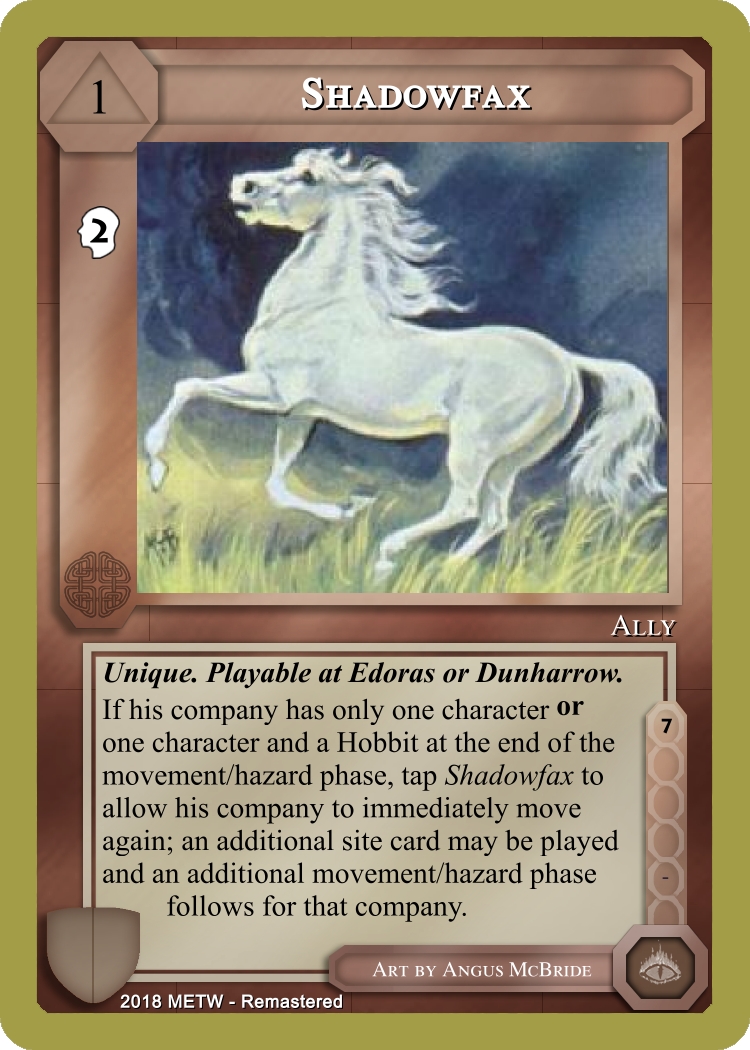 1
SHADOWFAX
2
ALLY
Unique. Playable at Edoras or Dunharrow.
If his company has only one character or
one character and a Hobbit at the end of the
movement/hazard phase, tap Shadowfax to
allow his company to immediately move
again; an additional site card may be played
and an additional movement/hazard phase
follows for that company.
7
-
ART BY ANGUS MCBRIDE
2018 METW - Remastered